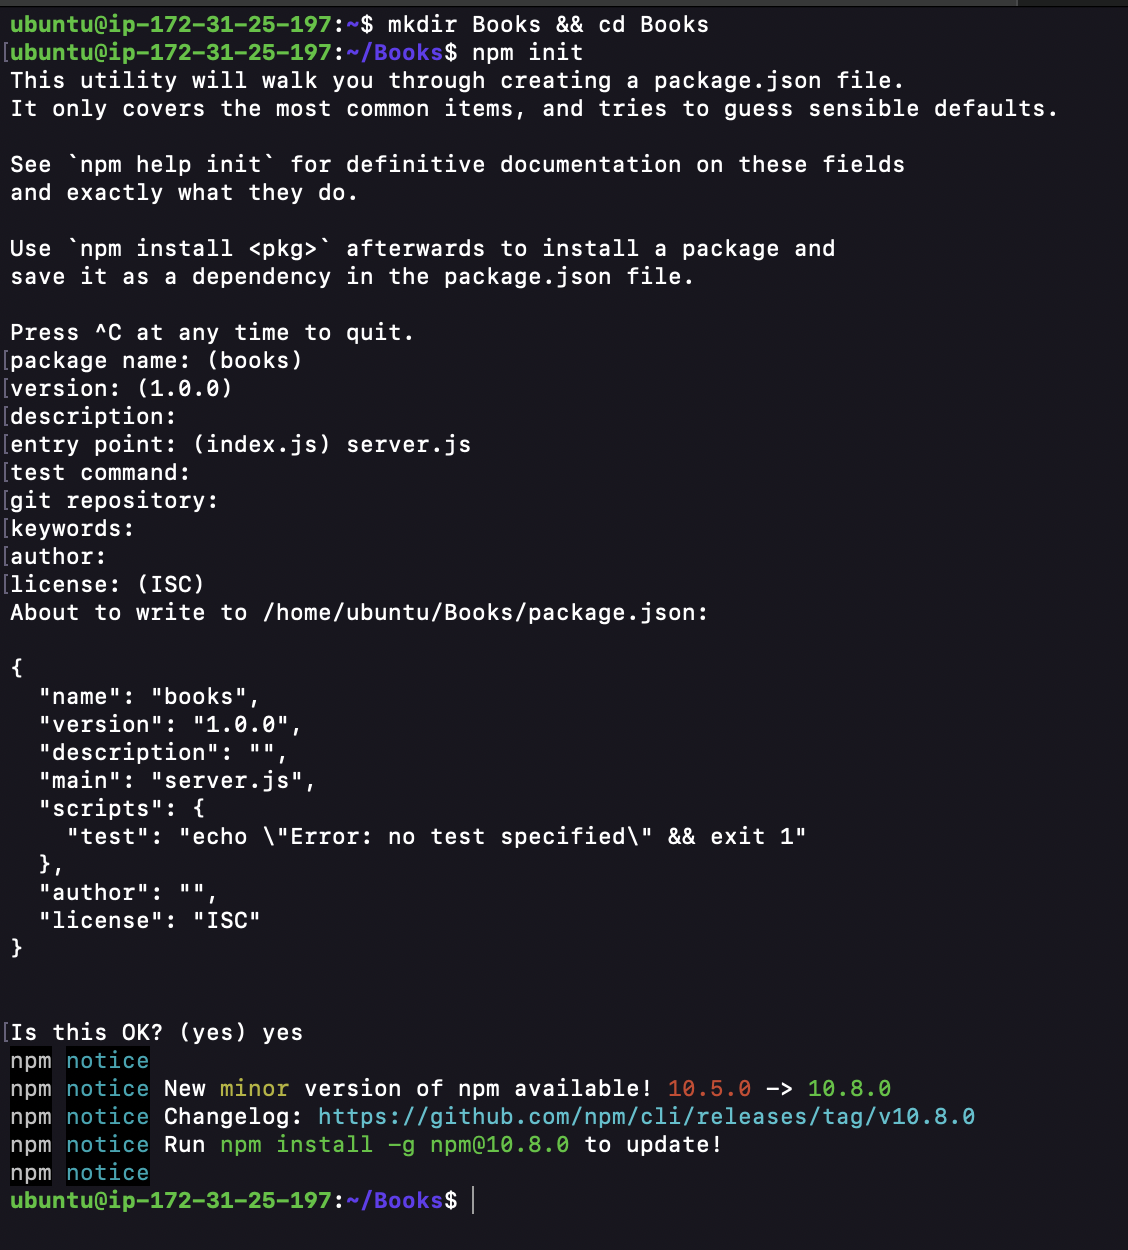 ubuntu@ip-172-31-25-197:~$ mkdir Books && cd Books
[ubuntu@ip-172-31-25-197:~/Books$ npm init
This utility will walk you through creating a package.json file.
It only covers the most common items, and tries to guess sensible defaults.
See `npm help init` for definitive documentation on these fields
and exactly what they do.
Use `npm install <pkg>` afterwards to install a package and
save it as a dependency in the package.json file.
Press ^C at any time to quit.
[package name: (books)
[version: (1.0.0)
[description:
[entry point: (index.js) server.js
[test command:
[git repository:
[keywords:
[author:
[license: (ISC)
About to write to /home/ubuntu/Books/package.json:
{
  "name": "books",
  "version": "1.0.0",
  "description": "",
  "main": "server.js",
  "scripts": {
    "test": "echo \"Error: no test specified\" && exit 1"
  },
  "author": "",
  "license": "ISC"
}
[Is this OK? (yes) yes
npm notice
npm notice New minor version of npm available! 10.5.0 -> 10.8.0
npm notice Changelog: https://github.com/npm/cli/releases/tag/v10.8.0
npm notice Run npm install -g npm@10.8.0 to update!
npm notice
ubuntu@ip-172-31-25-197:~/Books$